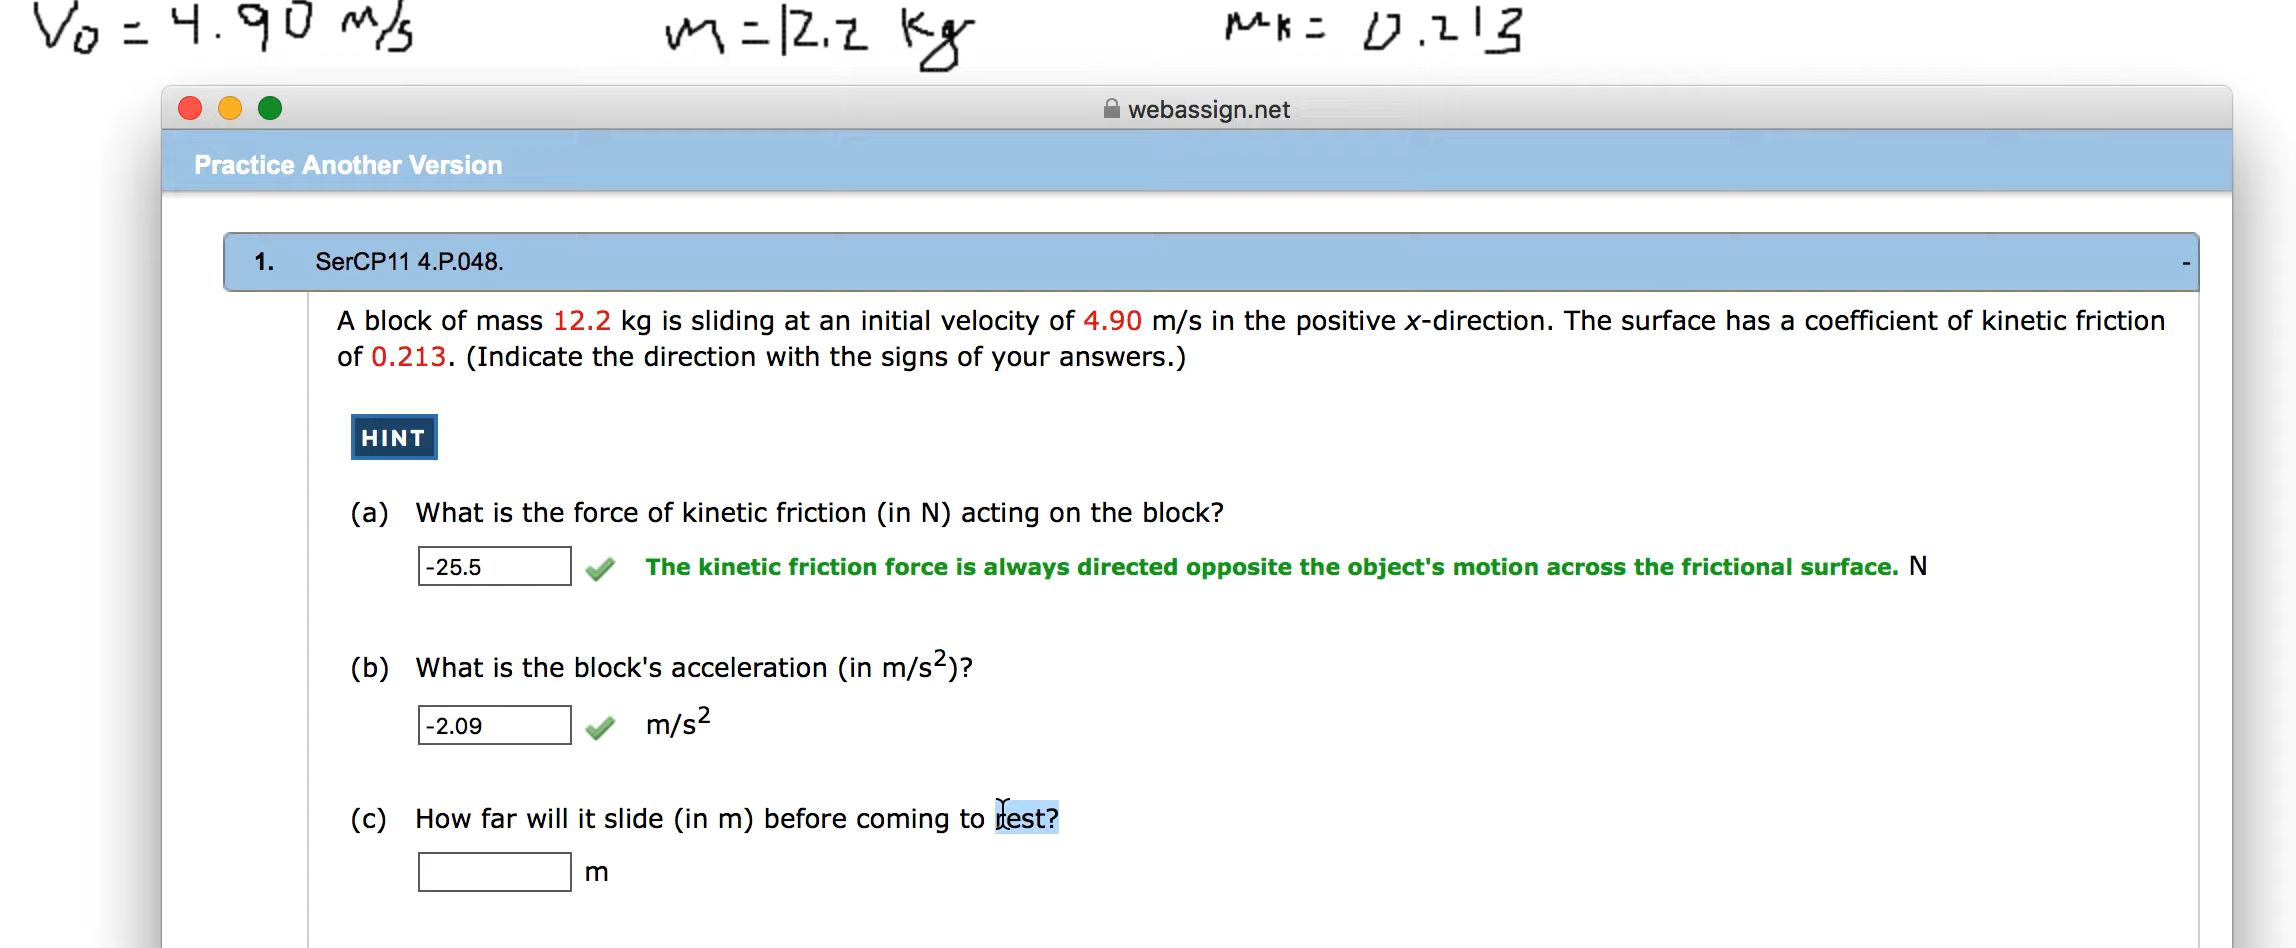 V₀ = 4.90 m/s m = 12.2 kg μₖ = 0.213
webassign.net
Practice Another Version
1. SerCP11 4.P.048. -
A block of mass 12.2 kg is sliding at an initial velocity of 4.90 m/s in the positive x-direction. The surface has a coefficient of kinetic friction
of 0.213. (Indicate the direction with the signs of your answers.)
HINT
(a) What is the force of kinetic friction (in N) acting on the block?
-25.5 The kinetic friction force is always directed opposite the object's motion across the frictional surface. N
(b) What is the block's acceleration (in m/s²)?
-2.09 m/s²
(c) How far will it slide (in m) before coming to rest?
m